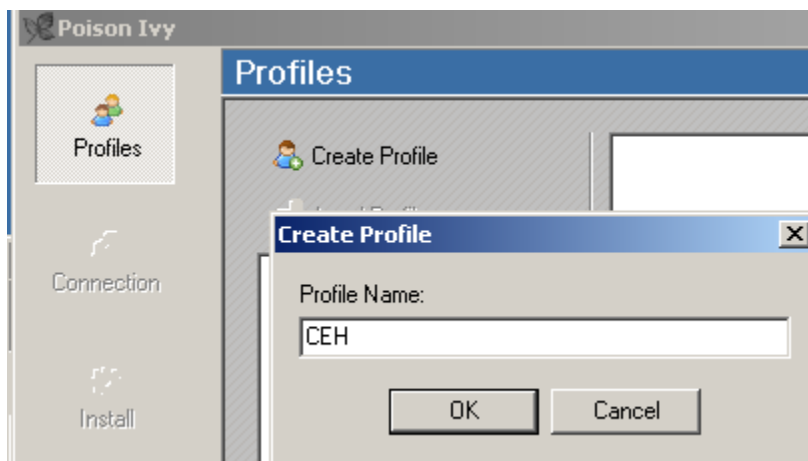 Poison Ivy
Profiles
Profiles
Create Profile
Create Profile
Connection
Profile Name:
CEH
Install
OK
Cancel